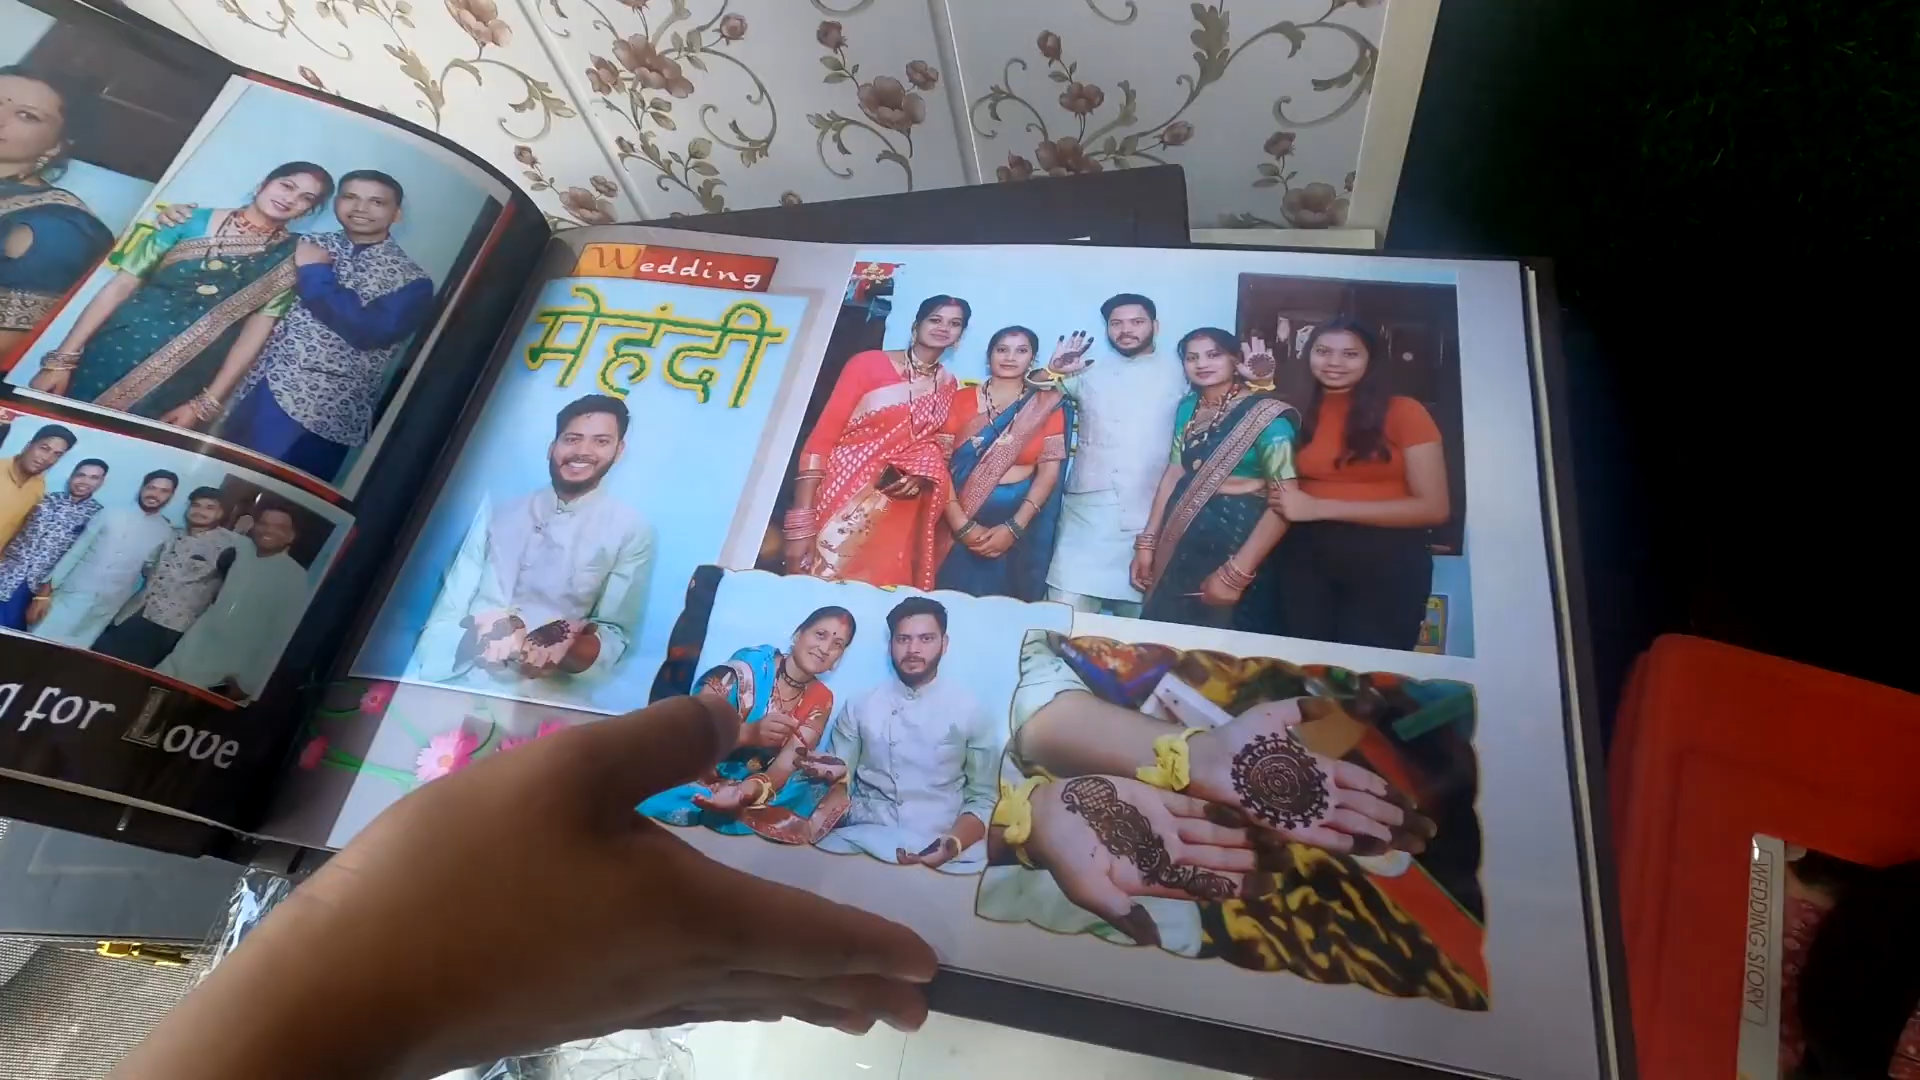 for Love
Wedding
मेहंदी
WEDDING STORY